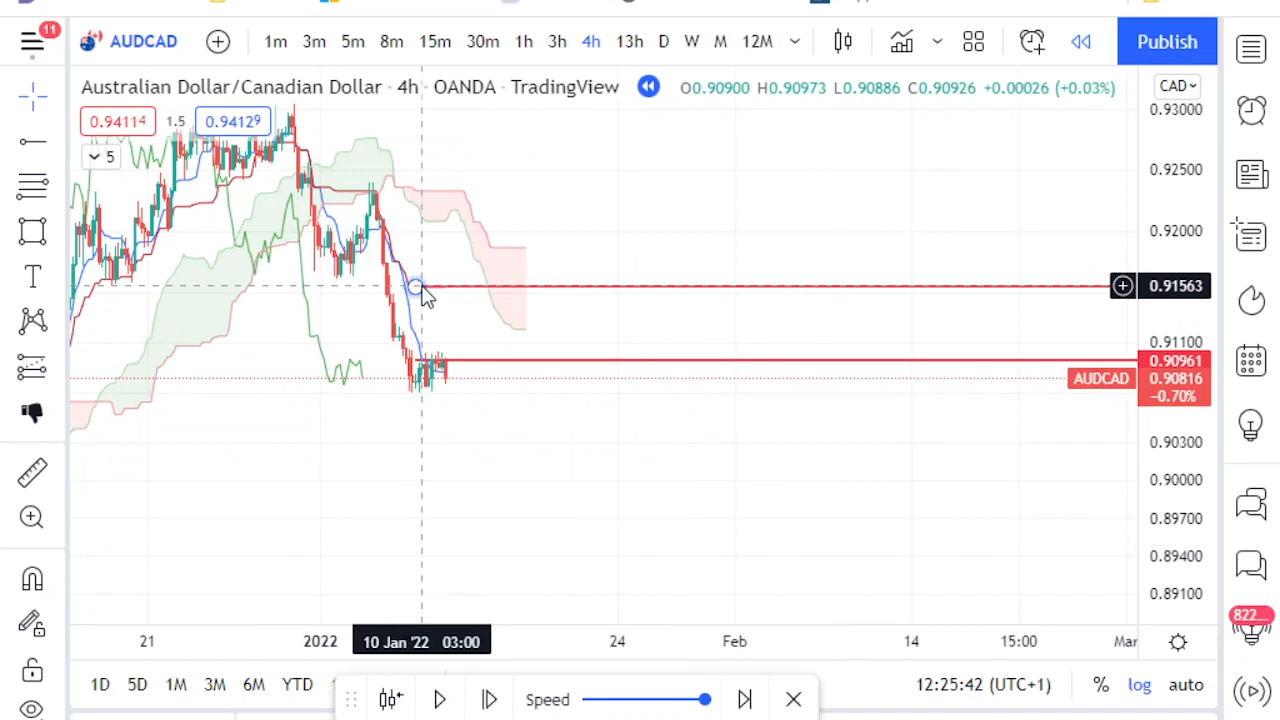 11
AUDCAD
1m 3m 5m 8m 15m 30m 1h 3h 4h 13h D W M 12M
Publish
Australian Dollar/Canadian Dollar · 4h · OANDA · TradingView
O0.90900 H0.90973 L0.90886 C0.90926 +0.00026 (+0.03%)
CAD
0.94114 1.5 0.94129
5
0.93000
0.92500
0.92000
0.91563
0.91100
0.90961
AUDCAD 0.90816
−0.70%
0.90300
0.90000
0.89700
0.89400
0.89100
822
21 2022 10 Jan '22 03:00 24 Feb 14 15:00 Mar
1D 5D 1M 3M 6M YTD
Speed
12:25:42 (UTC+1) % log auto
T